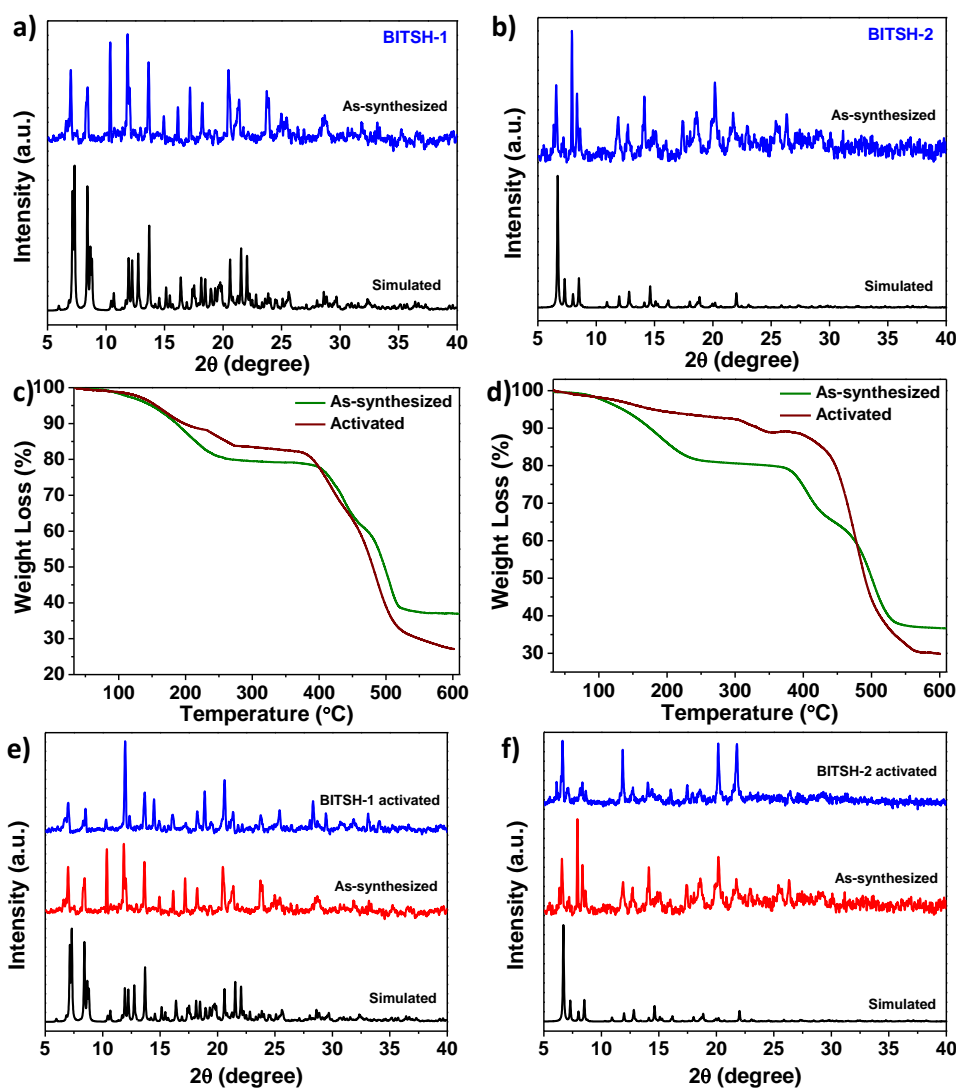 a)
BITSH-1
As-synthesized
Simulated
Intensity (a.u.)
5 10 15 20 25 30 35 40
2θ (degree)
b)
BITSH-2
As-synthesized
Simulated
Intensity (a.u.)
5 10 15 20 25 30 35 40
2θ (degree)
c)
As-synthesized
Activated
Weight Loss (%)
100
90
80
70
60
50
40
30
20
100 200 300 400 500 600
Temperature (°C)
d)
As-synthesized
Activated
Weight Loss (%)
100
90
80
70
60
50
40
30
100 200 300 400 500 600
Temperature (°C)
e)
BITSH-1 activated
As-synthesized
Simulated
Intensity (a.u.)
5 10 15 20 25 30 35 40
2θ (degree)
f)
BITSH-2 activated
As-synthesized
Simulated
Intensity (a.u.)
5 10 15 20 25 30 35 40
2θ (degree)